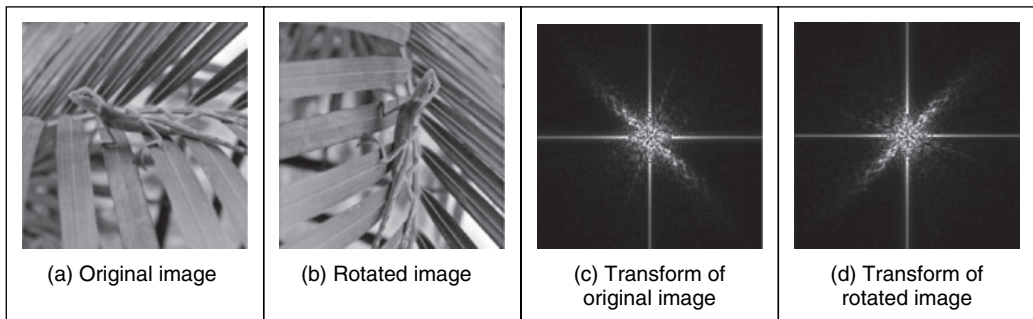 (a) Original image
(b) Rotated image
(c) Transform of
original image
(d) Transform of
rotated image